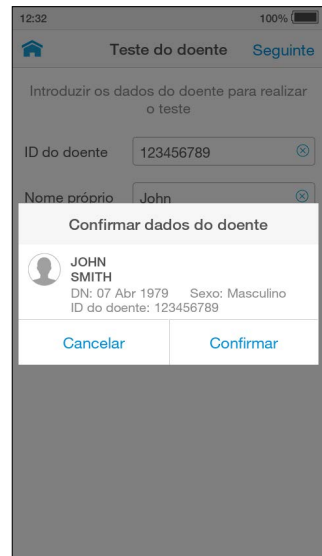 12:32 100%
Teste do doente Seguinte
Introduzir os dados do doente para realizar
o teste
ID do doente 123456789
Nome próprio John
Confirmar dados do doente
JOHN
SMITH
DN: 07 Abr 1979 Sexo: Masculino
ID do doente: 123456789
Cancelar Confirmar